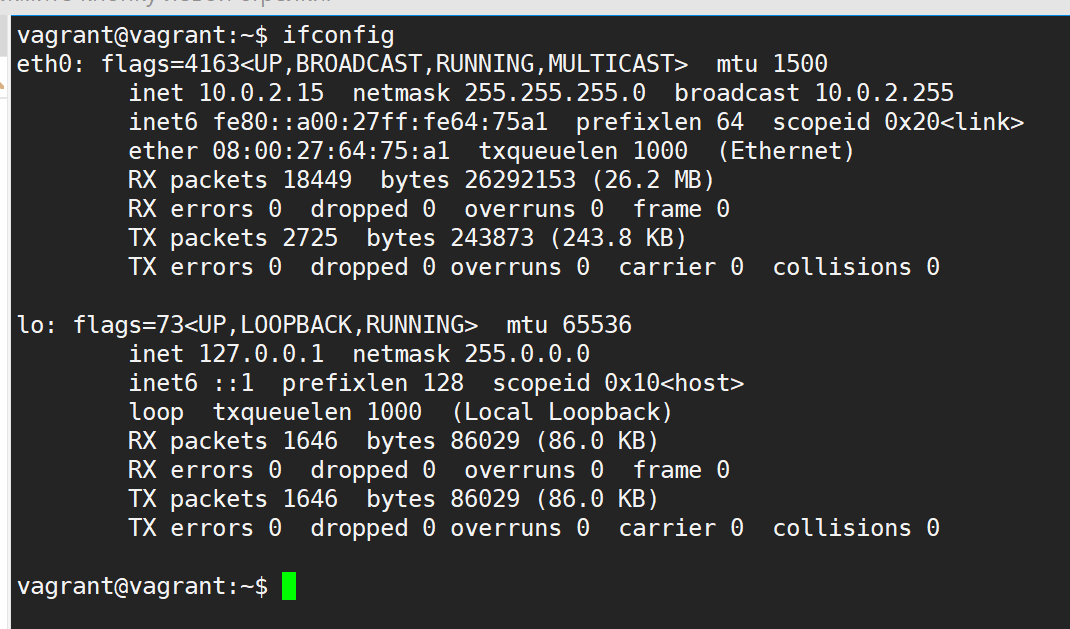 vagrant@vagrant:~$ ifconfig
eth0: flags=4163<UP,BROADCAST,RUNNING,MULTICAST>  mtu 1500
        inet 10.0.2.15  netmask 255.255.255.0  broadcast 10.0.2.255
        inet6 fe80::a00:27ff:fe64:75a1  prefixlen 64  scopeid 0x20<link>
        ether 08:00:27:64:75:a1  txqueuelen 1000  (Ethernet)
        RX packets 18449  bytes 26292153 (26.2 MB)
        RX errors 0  dropped 0  overruns 0  frame 0
        TX packets 2725  bytes 243873 (243.8 KB)
        TX errors 0  dropped 0 overruns 0  carrier 0  collisions 0

lo: flags=73<UP,LOOPBACK,RUNNING>  mtu 65536
        inet 127.0.0.1  netmask 255.0.0.0
        inet6 ::1  prefixlen 128  scopeid 0x10<host>
        loop  txqueuelen 1000  (Local Loopback)
        RX packets 1646  bytes 86029 (86.0 KB)
        RX errors 0  dropped 0  overruns 0  frame 0
        TX packets 1646  bytes 86029 (86.0 KB)
        TX errors 0  dropped 0 overruns 0  carrier 0  collisions 0

vagrant@vagrant:~$